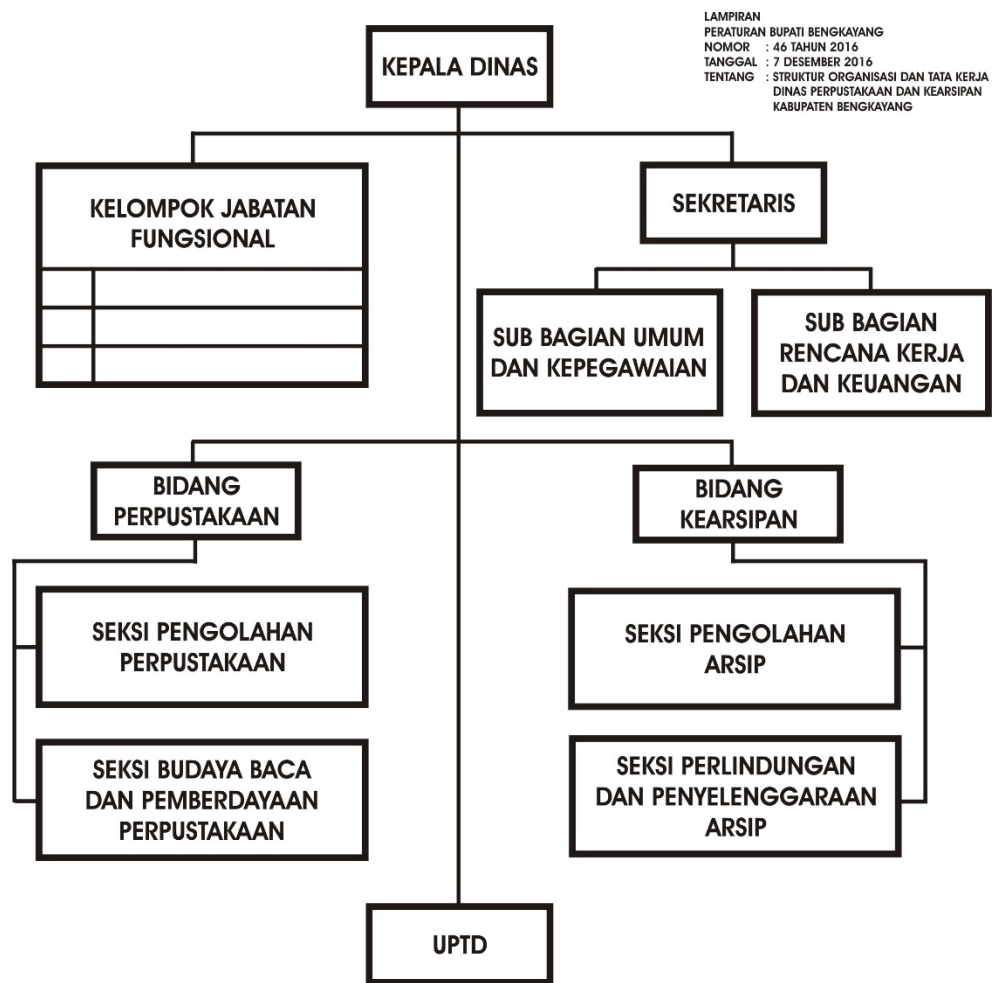 LAMPIRAN
PERATURAN BUPATI BENGKAYANG
NOMOR : 46 TAHUN 2016
TANGGAL : 7 DESEMBER 2016
TENTANG : STRUKTUR ORGANISASI DAN TATA KERJA
DINAS PERPUSTAKAAN DAN KEARSIPAN
KABUPATEN BENGKAYANG
KEPALA DINAS
KELOMPOK JABATAN
FUNGSIONAL
SEKRETARIS
SUB BAGIAN UMUM
DAN KEPEGAWAIAN
SUB BAGIAN
RENCANA KERJA
DAN KEUANGAN
BIDANG
PERPUSTAKAAN
BIDANG
KEARSIPAN
SEKSI PENGOLAHAN
PERPUSTAKAAN
SEKSI PENGOLAHAN
ARSIP
SEKSI BUDAYA BACA
DAN PEMBERDAYAAN
PERPUSTAKAAN
SEKSI PERLINDUNGAN
DAN PENYELENGGARAAN
ARSIP
UPTD